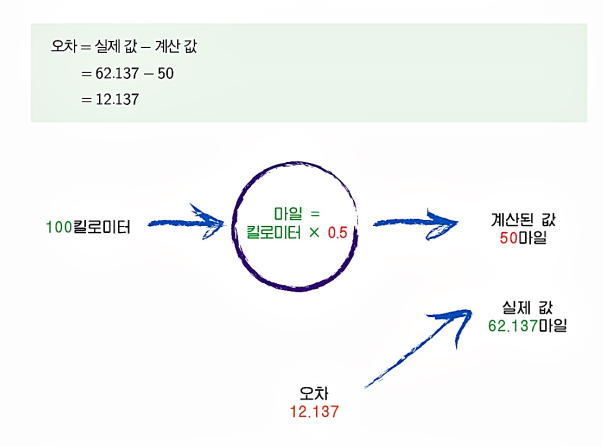 오차 = 실제 값 – 계산 값
= 62.137 – 50
= 12.137
100킬로미터
마일 =
킬로미터 × 0.5
계산된 값
50마일
실제 값
62.137마일
오차
12.137